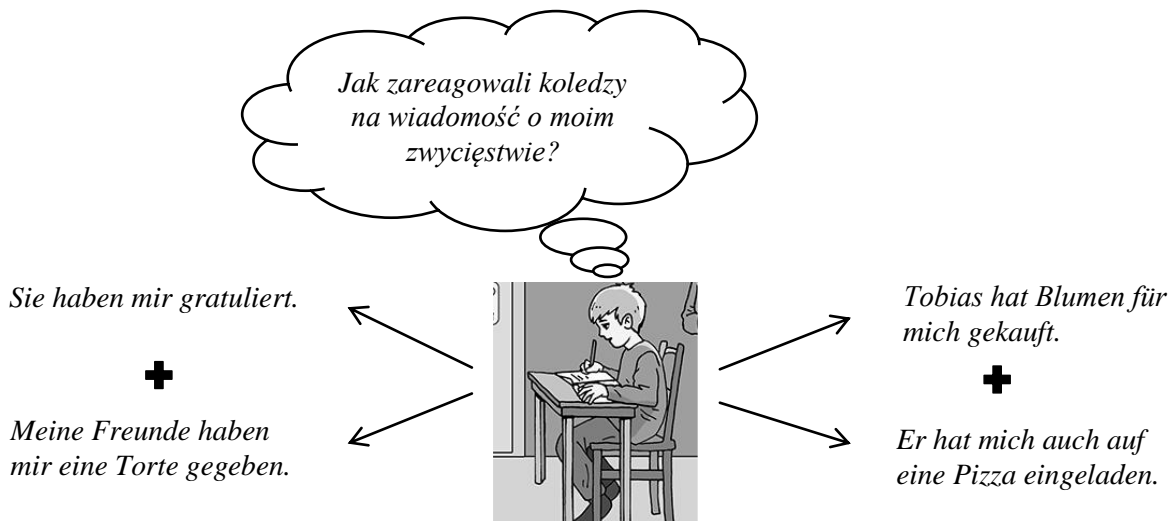 Jak zareagowali koledzy
na wiadomość o moim
zwycięstwie?
Sie haben mir gratuliert.
Meine Freunde haben
mir eine Torte gegeben.
Tobias hat Blumen für
mich gekauft.
Er hat mich auch auf
eine Pizza eingeladen.